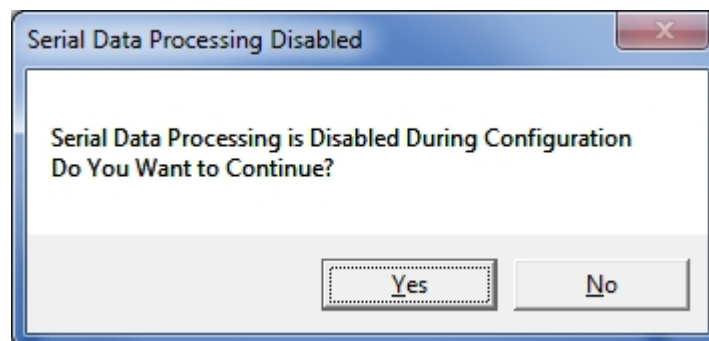 Serial Data Processing Disabled
Serial Data Processing is Disabled During Configuration
Do You Want to Continue?
Yes
No